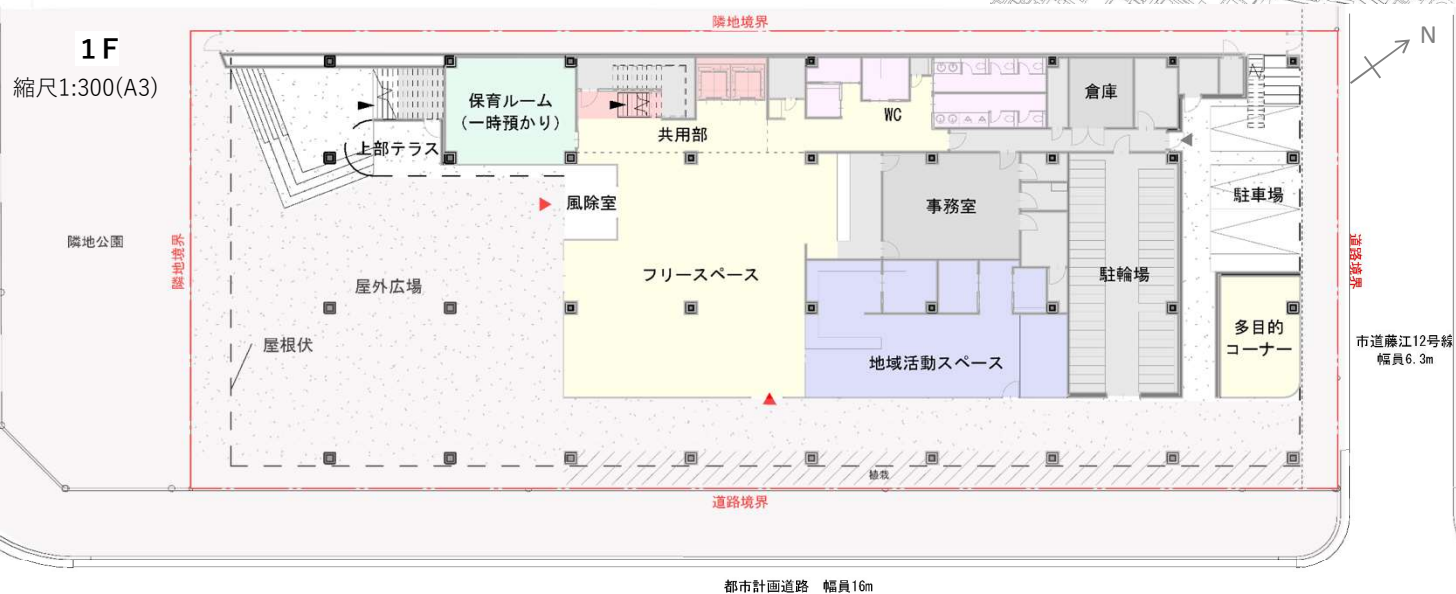 隣地境界
1F
縮尺1:300(A3)
N
保育ルーム
(一時預かり)
共用部
WC
倉庫
上部テラス
風除室
事務室
駐車場
隣地公園
隣地境界
屋外広場
フリースペース
駐輪場
道路境界
屋根伏
地域活動スペース
多目的
コーナー
市道藤江12号線
幅員6.3m
植栽
道路境界
都市計画道路 幅員16m